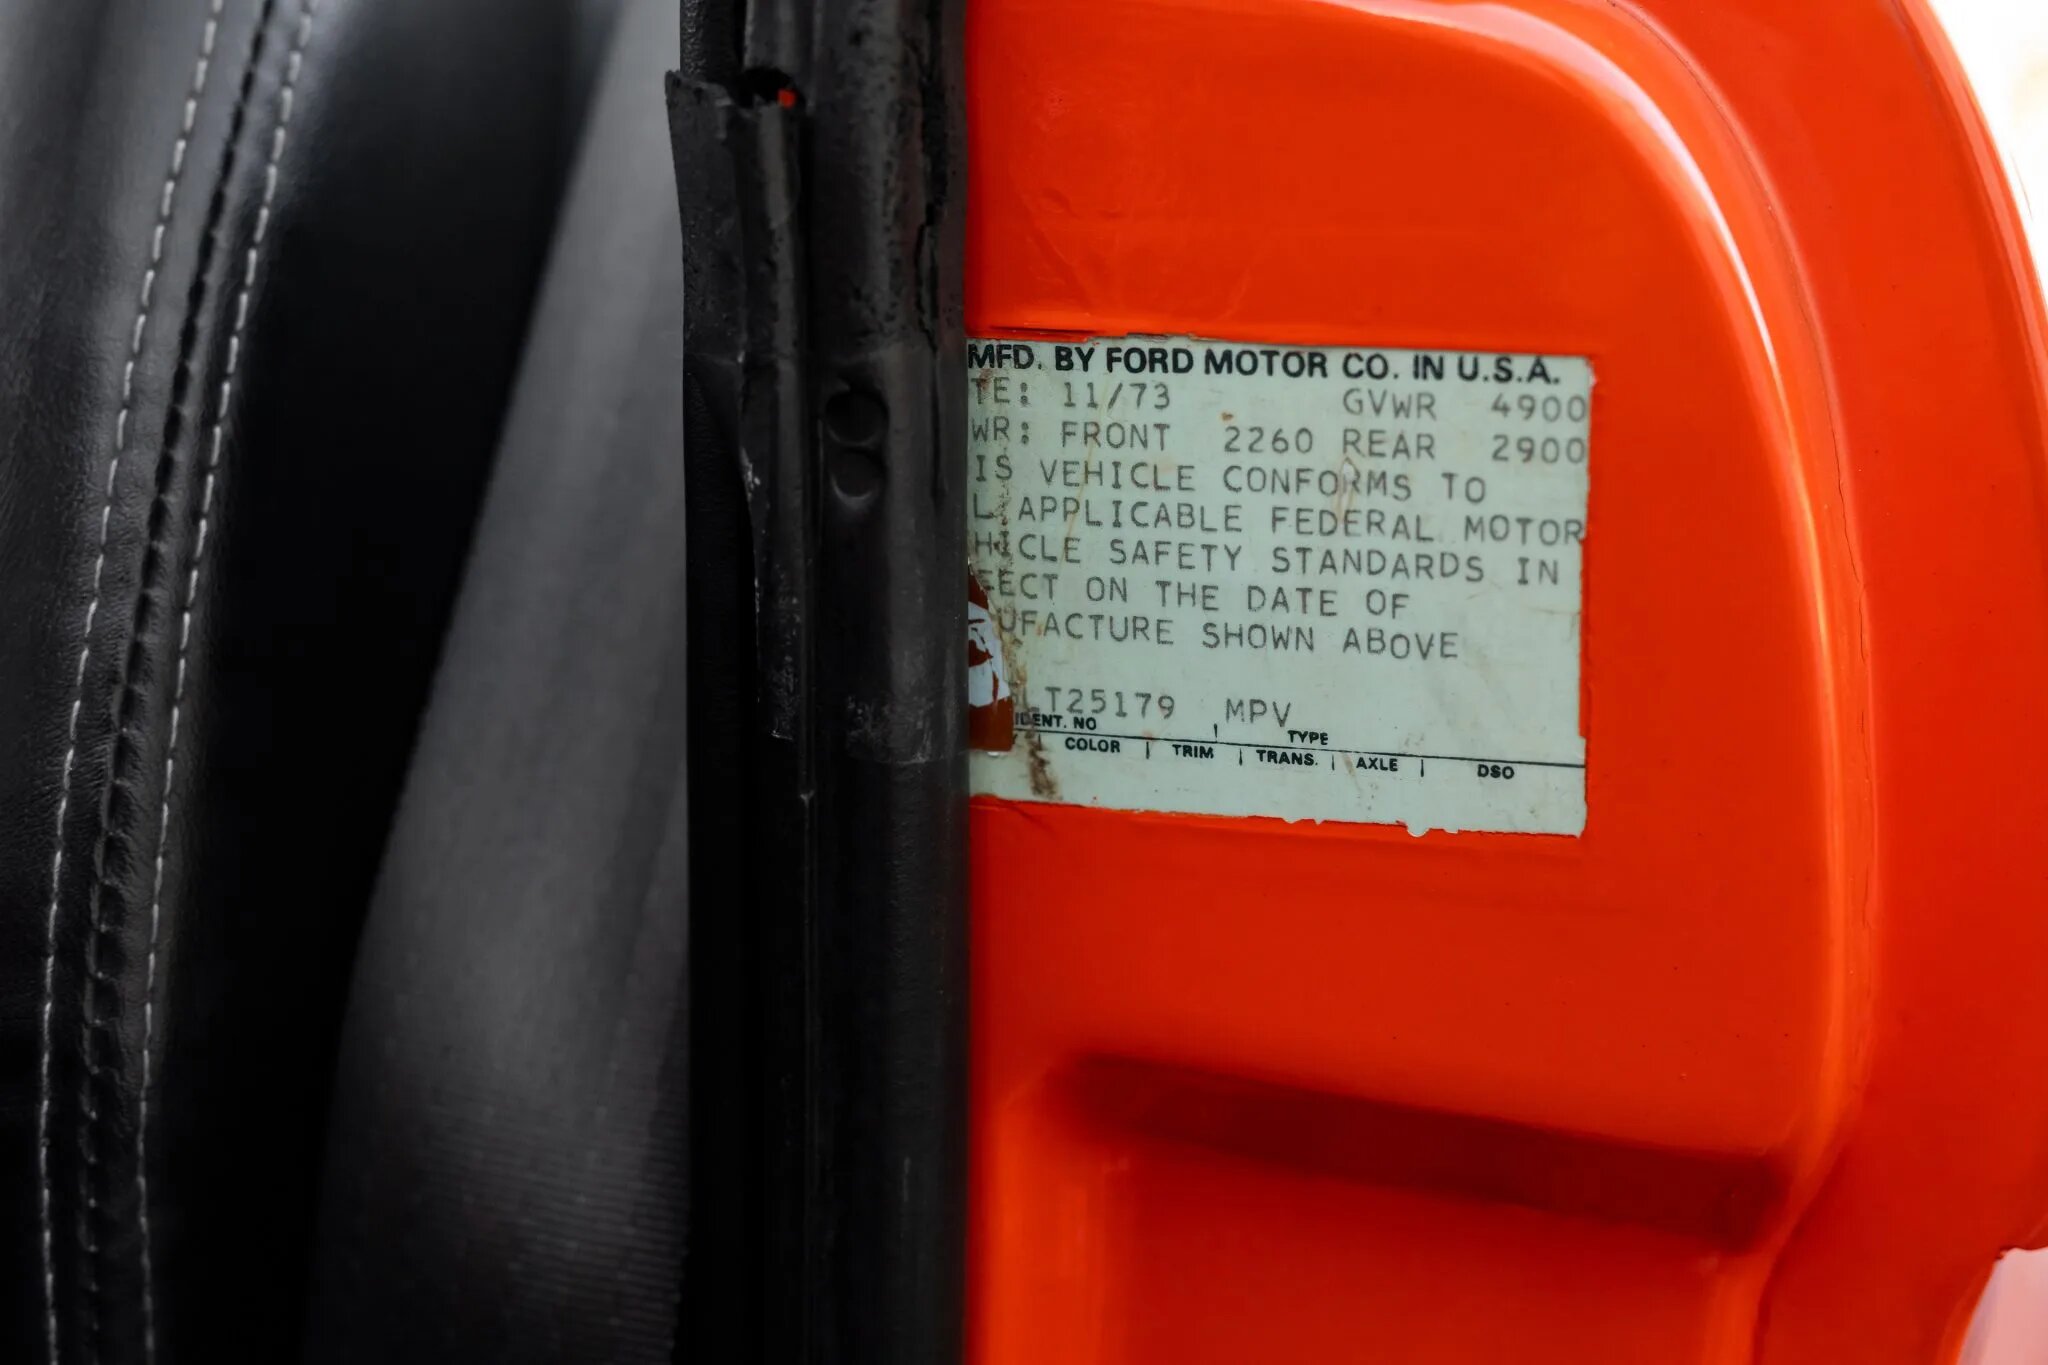 MFD. BY FORD MOTOR CO. IN U.S.A.
TE: 11/73 GVWR 4900
WR: FRONT 2260 REAR 2900
IS VEHICLE CONFORMS TO
L APPLICABLE FEDERAL MOTOR
HICLE SAFETY STANDARDS IN
FECT ON THE DATE OF
UFACTURE SHOWN ABOVE
LT25179 MPV
IDENT. NO TYPE
COLOR TRIM TRANS. AXLE DSO